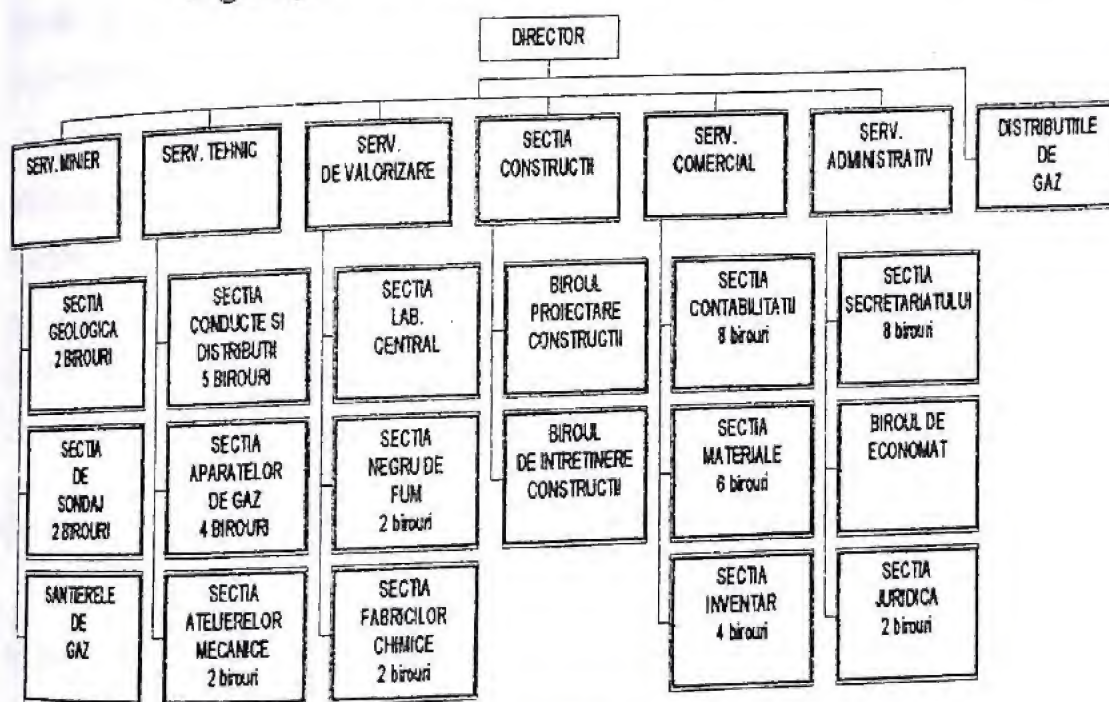 DIRECTOR
SERV. MINIER
SERV. TEHNIC
SERV.
DE VALORIZARE
SECTIA
CONSTRUCTII
SERV.
COMERCIAL
SERV.
ADMINISTRATIV
DISTRIBUTIILE
DE
GAZ
SECTIA
GEOLOGICA
2 BIROURI
SECTIA
CONDUCTE SI
DISTRIBUTII
5 BIROURI
SECTIA
LAB.
CENTRAL
BIROUL
PROIECTARE
CONSTRUCTII
SECTIA
CONTABILITATII
8 birouri
SECTIA
SECRETARIATULUI
8 birouri
SECTIA
DE
SONDAJ
2 BIROURI
SECTIA
APARATELOR
DE GAZ
4 BIROURI
SECTIA
NEGRU DE
FUM
2 birouri
BIROUL
DE INTRETINERE
CONSTRUCTII
SECTIA
MATERIALE
6 birouri
BIROUL DE
ECONOMAT
SANTIERELE
DE
GAZ
SECTIA
ATELIERELOR
MECANICE
2 birouri
SECTIA
FABRICILOR
CHIMICE
2 birouri
SECTIA
INVENTAR
4 birouri
SECTIA
JURIDICA
2 birouri